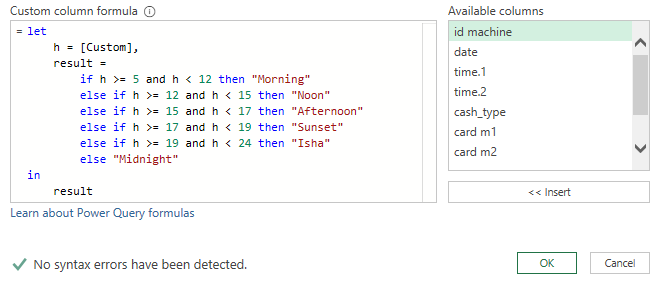 Custom column formula
Available columns
= let
h = [Custom],
result =
if h >= 5 and h < 12 then "Morning"
else if h >= 12 and h < 15 then "Noon"
else if h >= 15 and h < 17 then "Afternoon"
else if h >= 17 and h < 19 then "Sunset"
else if h >= 19 and h < 24 then "Isha"
else "Midnight"
in
result
id machine
date
time.1
time.2
cash_type
card m1
card m2
<< Insert
Learn about Power Query formulas
No syntax errors have been detected.
OK
Cancel